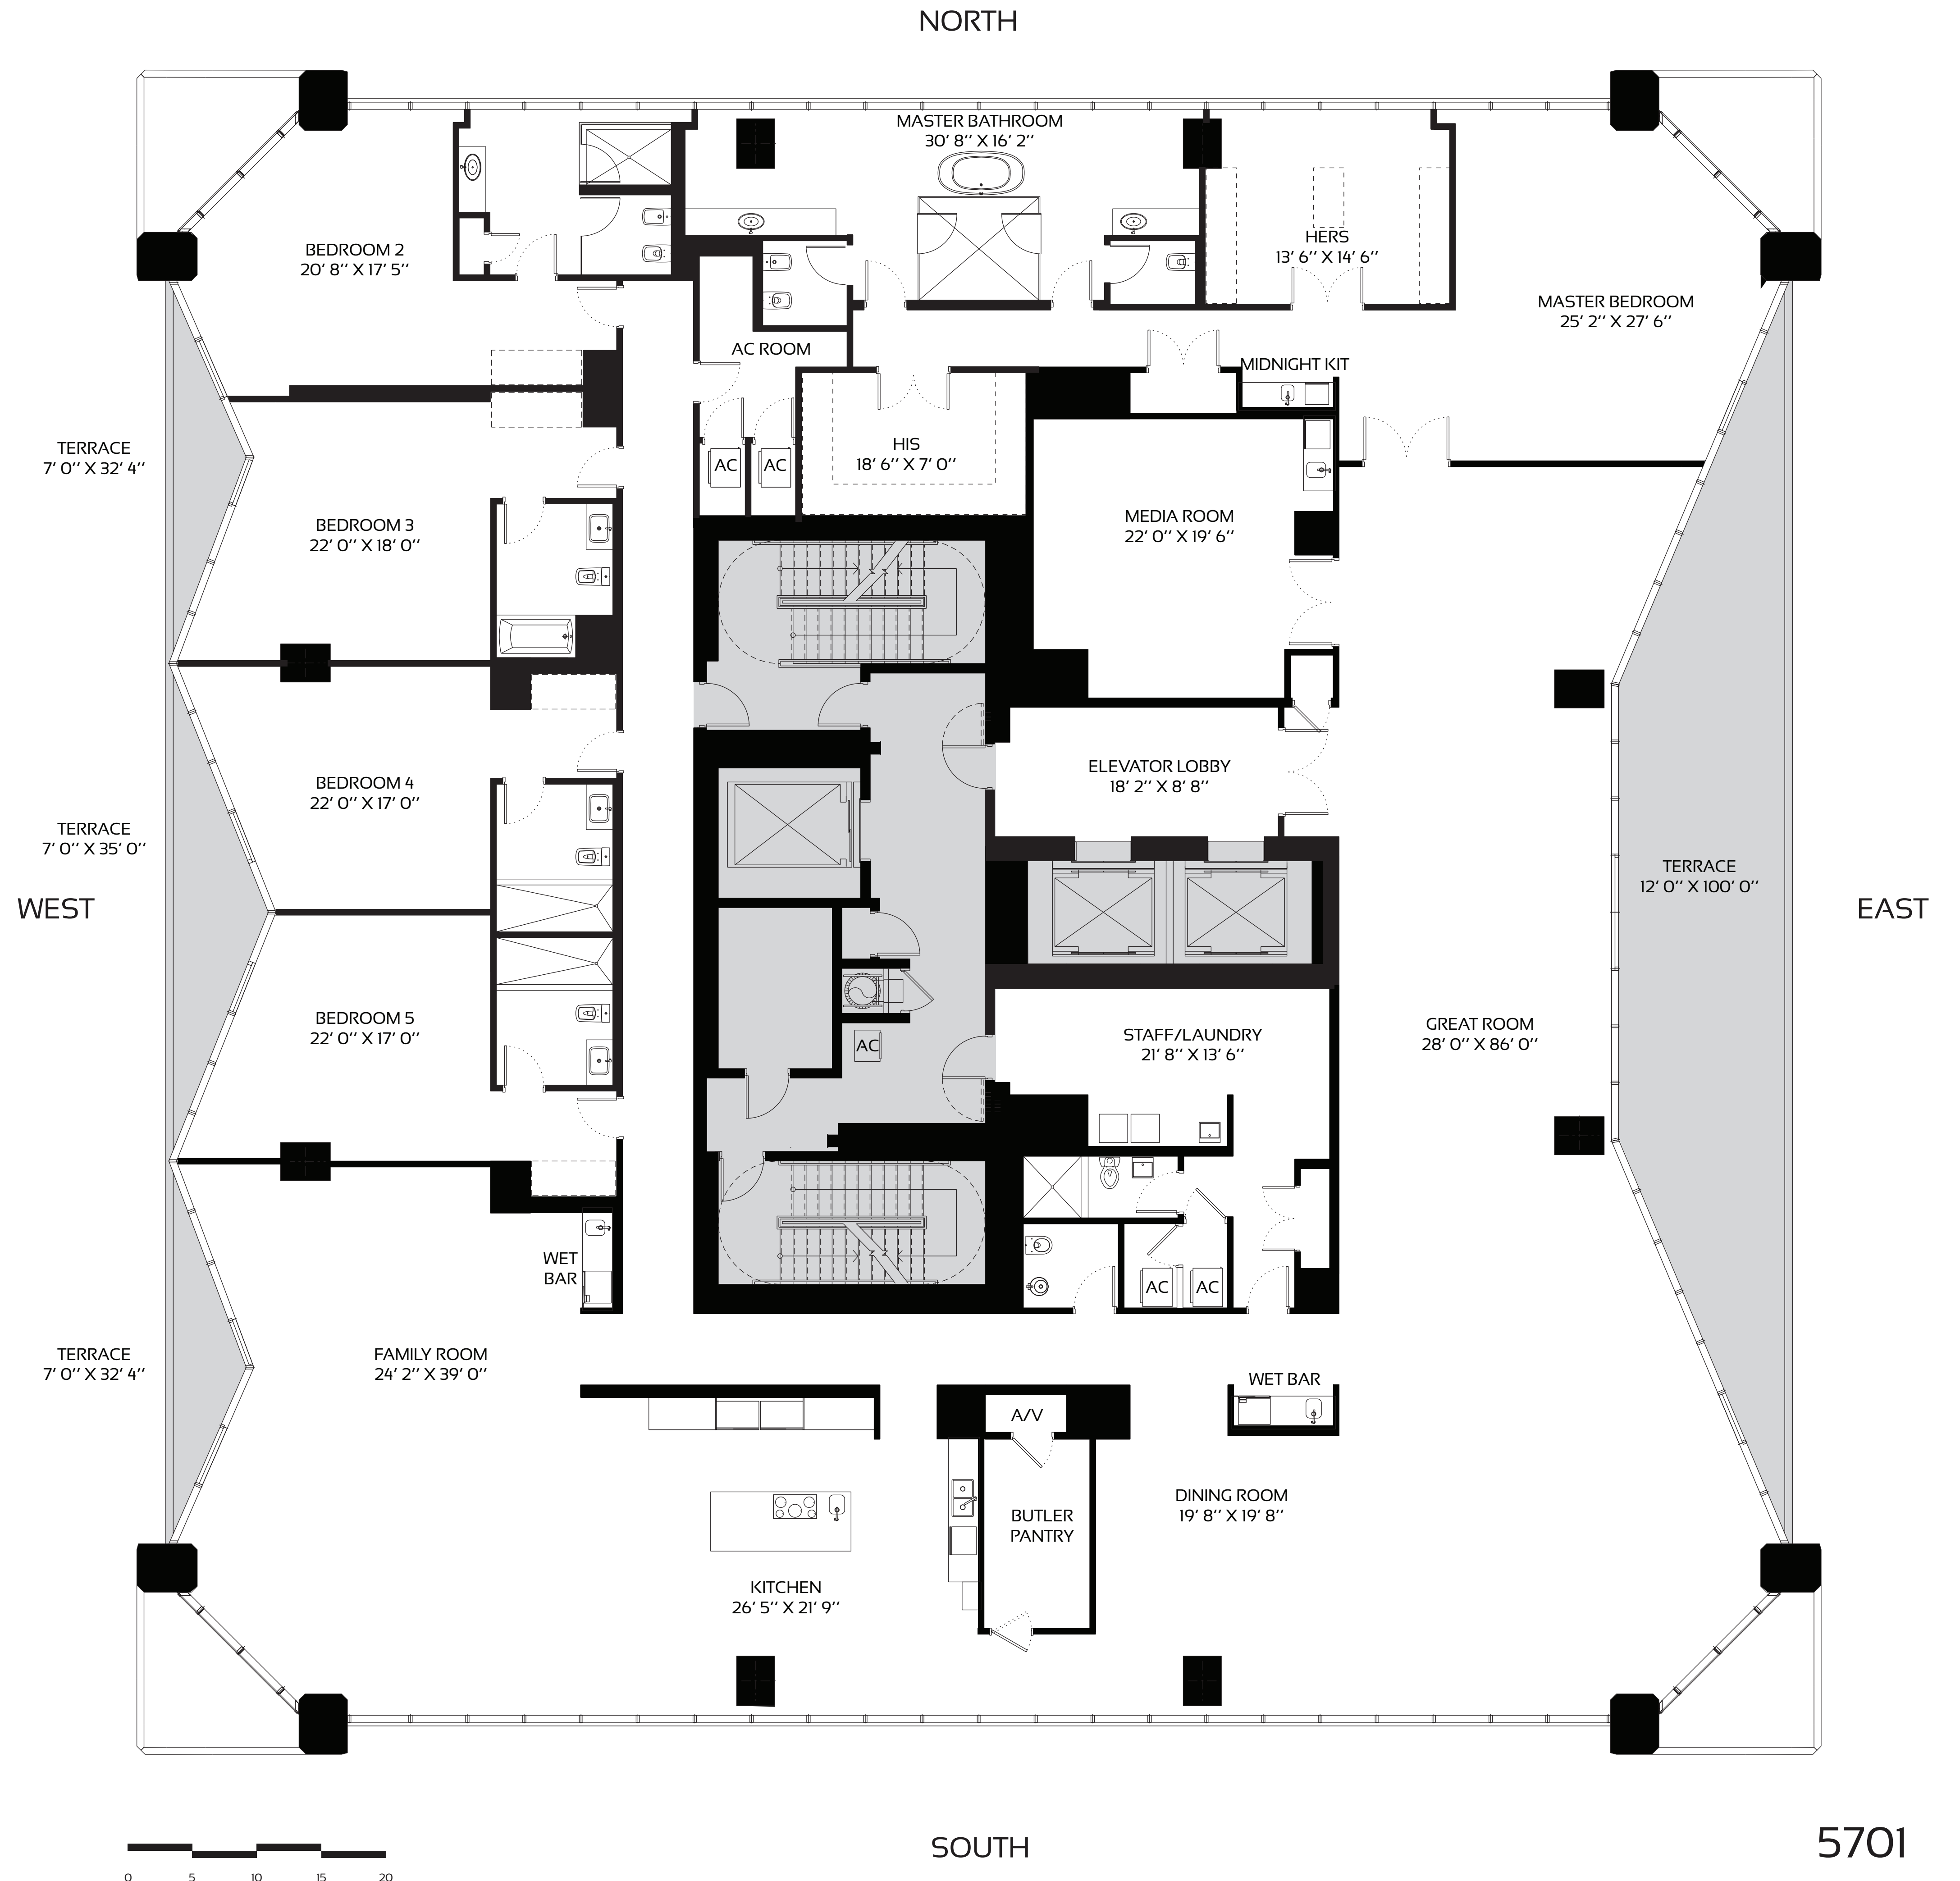 NORTH
MASTER BATHROOM
30' 8'' X 16' 2''
HERS
13' 6'' X 14' 6''
BEDROOM 2
20' 8'' X 17' 5''
MASTER BEDROOM
25' 2'' X 27' 6''
AC ROOM
MIDNIGHT KIT
TERRACE
7' 0'' X 32' 4''
HIS
18' 6'' X 7' 0''
AC
AC
BEDROOM 3
22' 0'' X 18' 0''
MEDIA ROOM
22' 0'' X 19' 6''
ELEVATOR LOBBY
18' 2'' X 8' 8''
BEDROOM 4
22' 0'' X 17' 0''
TERRACE
7' 0'' X 35' 0''
TERRACE
12' 0'' X 100' 0''
WEST
EAST
BEDROOM 5
22' 0'' X 17' 0''
AC
STAFF/LAUNDRY
21' 8'' X 13' 6''
GREAT ROOM
28' 0'' X 86' 0''
WET
BAR
AC
AC
TERRACE
7' 0'' X 32' 4''
FAMILY ROOM
24' 2'' X 39' 0''
WET BAR
A/V
DINING ROOM
19' 8'' X 19' 8''
BUTLER
PANTRY
KITCHEN
26' 5'' X 21' 9''
SOUTH
5701
0 5 10 15 20